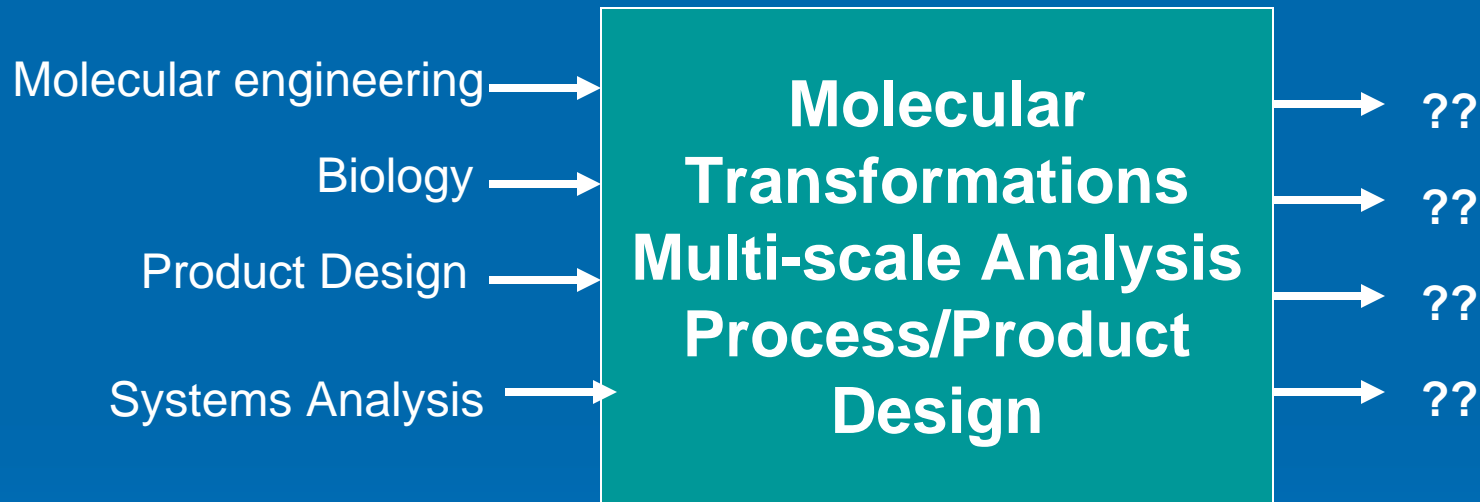 Molecular engineering
Biology
Product Design
Systems Analysis
Molecular
Transformations
Multi-scale Analysis
Process/Product
Design
??
??
??
??